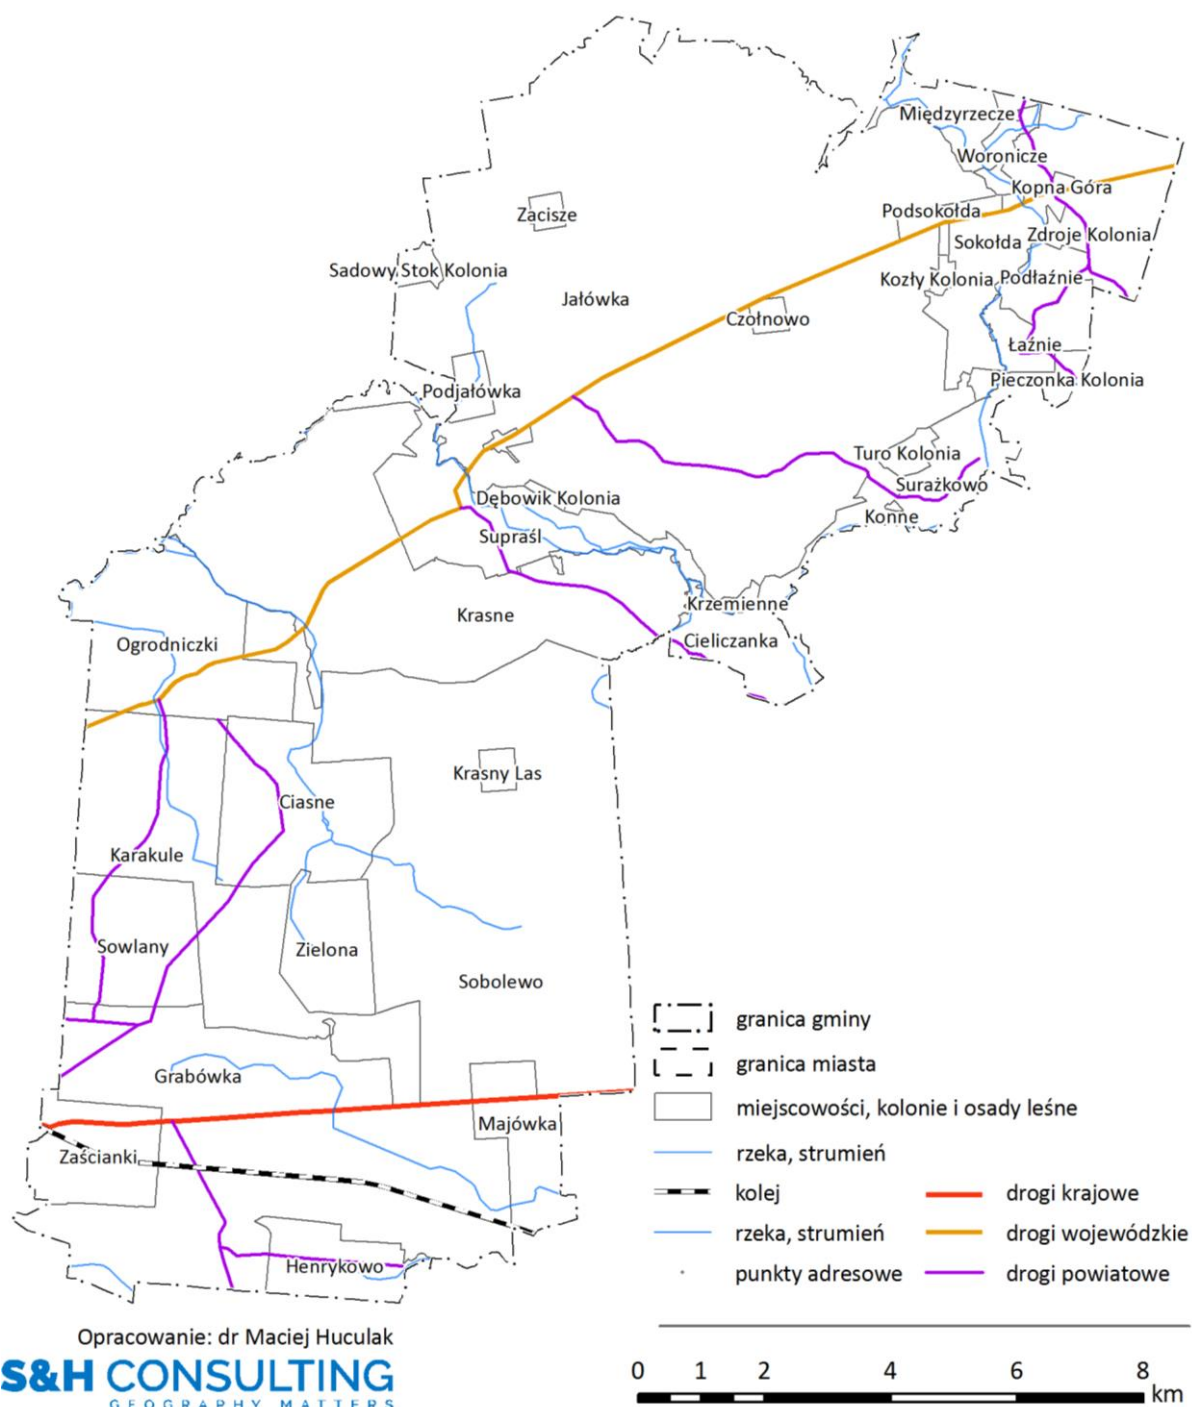 Międzyrzecze
Woronicze
Kopna Góra
Zacisze
Podsokołda
Zdroje Kolonia
Sokołda
Sadowy Stok Kolonia
Kozły Kolonia
Podłaźnie
Jałówka
Czołnowo
Łaźnie
Pieczonka Kolonia
Podjałówka
Turo Kolonia
Surażkowo
Dębowik Kolonia
Konne
Supraśl
Krzemienne
Krasne
Cieliczanka
Ogrodniczki
Krasny Las
Ciasne
Karakule
Sowlany
Zielona
Sobolewo
granica gminy
granica miasta
Grabówka
miejscowości, kolonie i osady leśne
Majówka
rzeka, strumień
Zaścianki
kolej
drogi krajowe
rzeka, strumień
drogi wojewódzkie
Henrykowo
punkty adresowe
drogi powiatowe
Opracowanie: dr Maciej Huculak
S&H CONSULTING
GEOGRAPHY MATTERS
0 1 2 4 6 8
km